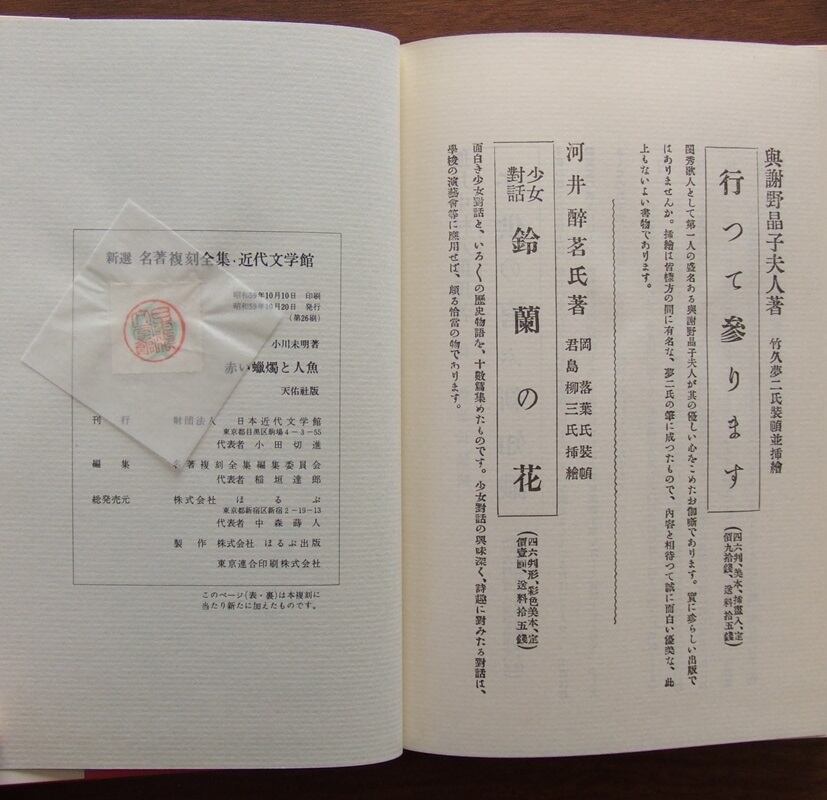 與謝野晶子夫人著　竹久夢二氏裝幀並揷繪
行つて參ります
(四六判、美本、揷畫入、定
價九拾錢、送料拾五錢)
閨秀歌人として第一人の盛名ある與謝野晶子夫人が其の優しい心をこめたお伽噺であります。實に珍らしい出版で
はありませんか。揷繪は皆樣方の間に有名な、夢二氏の筆に成つたもので、內容と相待つて誠に面白い優美な、此
上もないよい書物であります。
河井醉茗氏著
岡落葉氏裝幀
君島柳三氏揷繪
少女
對話
鈴蘭の花
(四六判形、彩色美本、定
價壹圓、送料拾五錢)
面白き少女對話と、いろ〳〵の歷史物語を、十數篇集めたものです。少女對話の興味深く、詩趣に對みたる對話は、
學校の演藝會等に應用せば、頗る恰當の物であります。
新選 名著複刻全集・近代文学館
昭和59年10月10日 印刷
昭和59年10月20日 発行
(第26刷)
小川未明著
赤い蠟燭と人魚
天佑社版
刊行 財団法人 日本近代文学館
東京都目黒区駒場4-3-55
代表者 小田切進
編集 名著複刻全集編集委員会
代表者 稲垣達郎
総発売元 株式会社 ほるぷ
東京都新宿区新宿2-19-13
代表者 中森蒔人
製作 株式会社 ほるぷ出版
東京連合印刷株式会社
このページ(表・裏)は本複刻に
当たり新たに加えたものです。